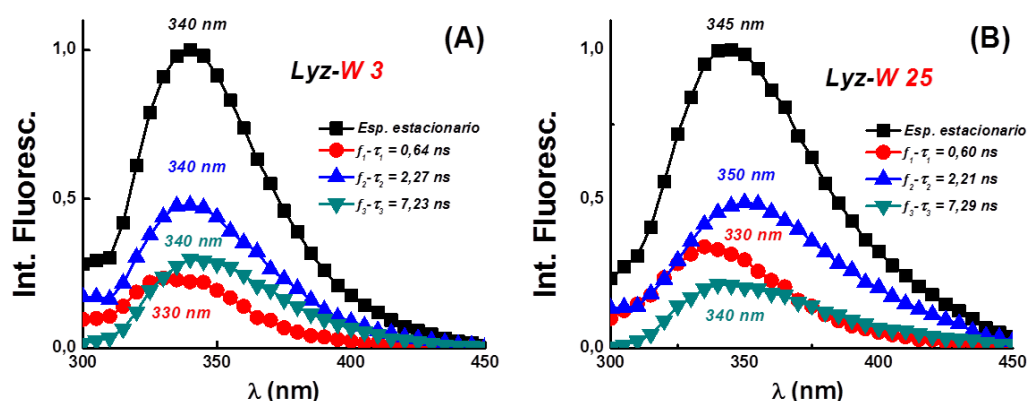 340 nm
(A)
1,0
Lyz-W 3
Esp. estacionario
f₁-τ₁ = 0,64 ns
f₂-τ₂ = 2,27 ns
f₃-τ₃ = 7,23 ns
340 nm
0,5
340 nm
330 nm
0,0
300 350 400 450
λ (nm)
Int. Fluoresc.
345 nm
(B)
1,0
Lyz-W 25
Esp. estacionario
f₁-τ₁ = 0,60 ns
f₂-τ₂ = 2,21 ns
f₃-τ₃ = 7,29 ns
350 nm
0,5
330 nm
340 nm
0,0
300 350 400 450
λ (nm)
Int. Fluoresc.